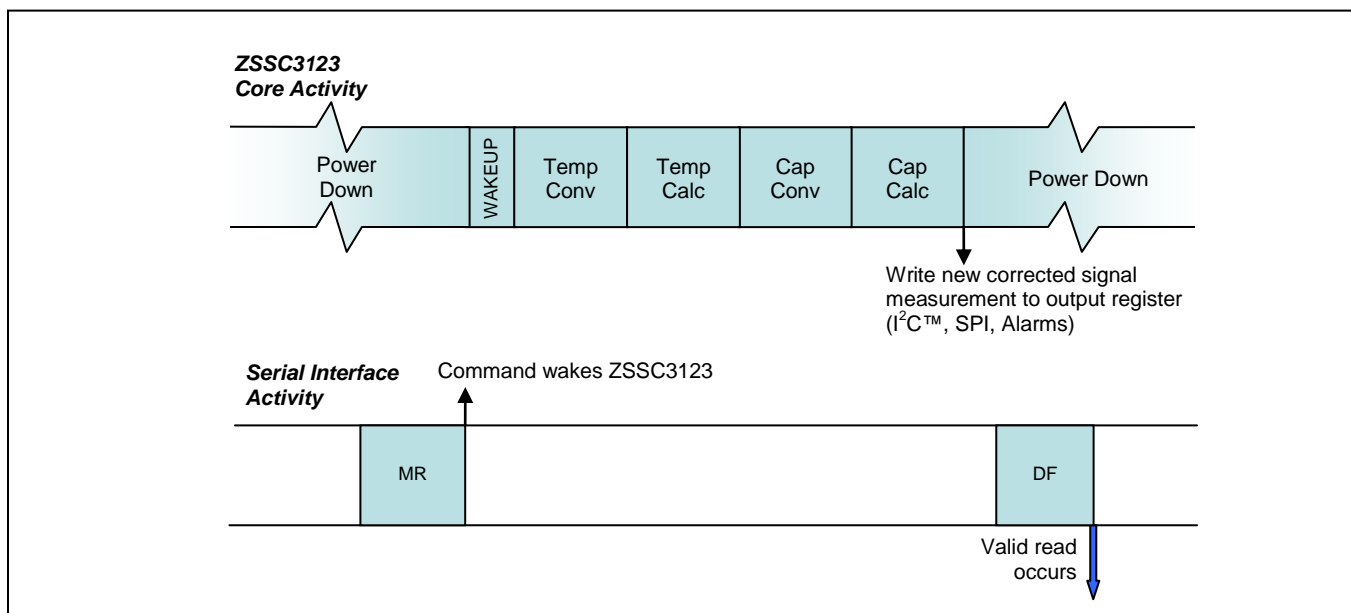 ZSSC3123
Core Activity
Power
Down
WAKEUP
Temp
Conv
Temp
Calc
Cap
Conv
Cap
Calc
Power Down
Write new corrected signal
measurement to output register
(I²C™, SPI, Alarms)
Serial Interface
Activity
Command wakes ZSSC3123
MR
DF
Valid read
occurs